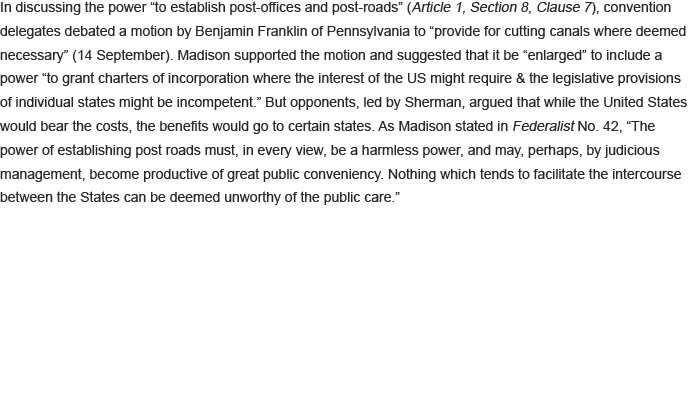 In discussing the power “to establish post-offices and post-roads” (Article 1, Section 8, Clause 7), convention
delegates debated a motion by Benjamin Franklin of Pennsylvania to “provide for cutting canals where deemed
necessary” (14 September). Madison supported the motion and suggested that it be “enlarged” to include a
power “to grant charters of incorporation where the interest of the US might require & the legislative provisions
of individual states might be incompetent.” But opponents, led by Sherman, argued that while the United States
would bear the costs, the benefits would go to certain states. As Madison stated in Federalist No. 42, “The
power of establishing post roads must, in every view, be a harmless power, and may, perhaps, by judicious
management, become productive of great public conveniency. Nothing which tends to facilitate the intercourse
between the States can be deemed unworthy of the public care.”